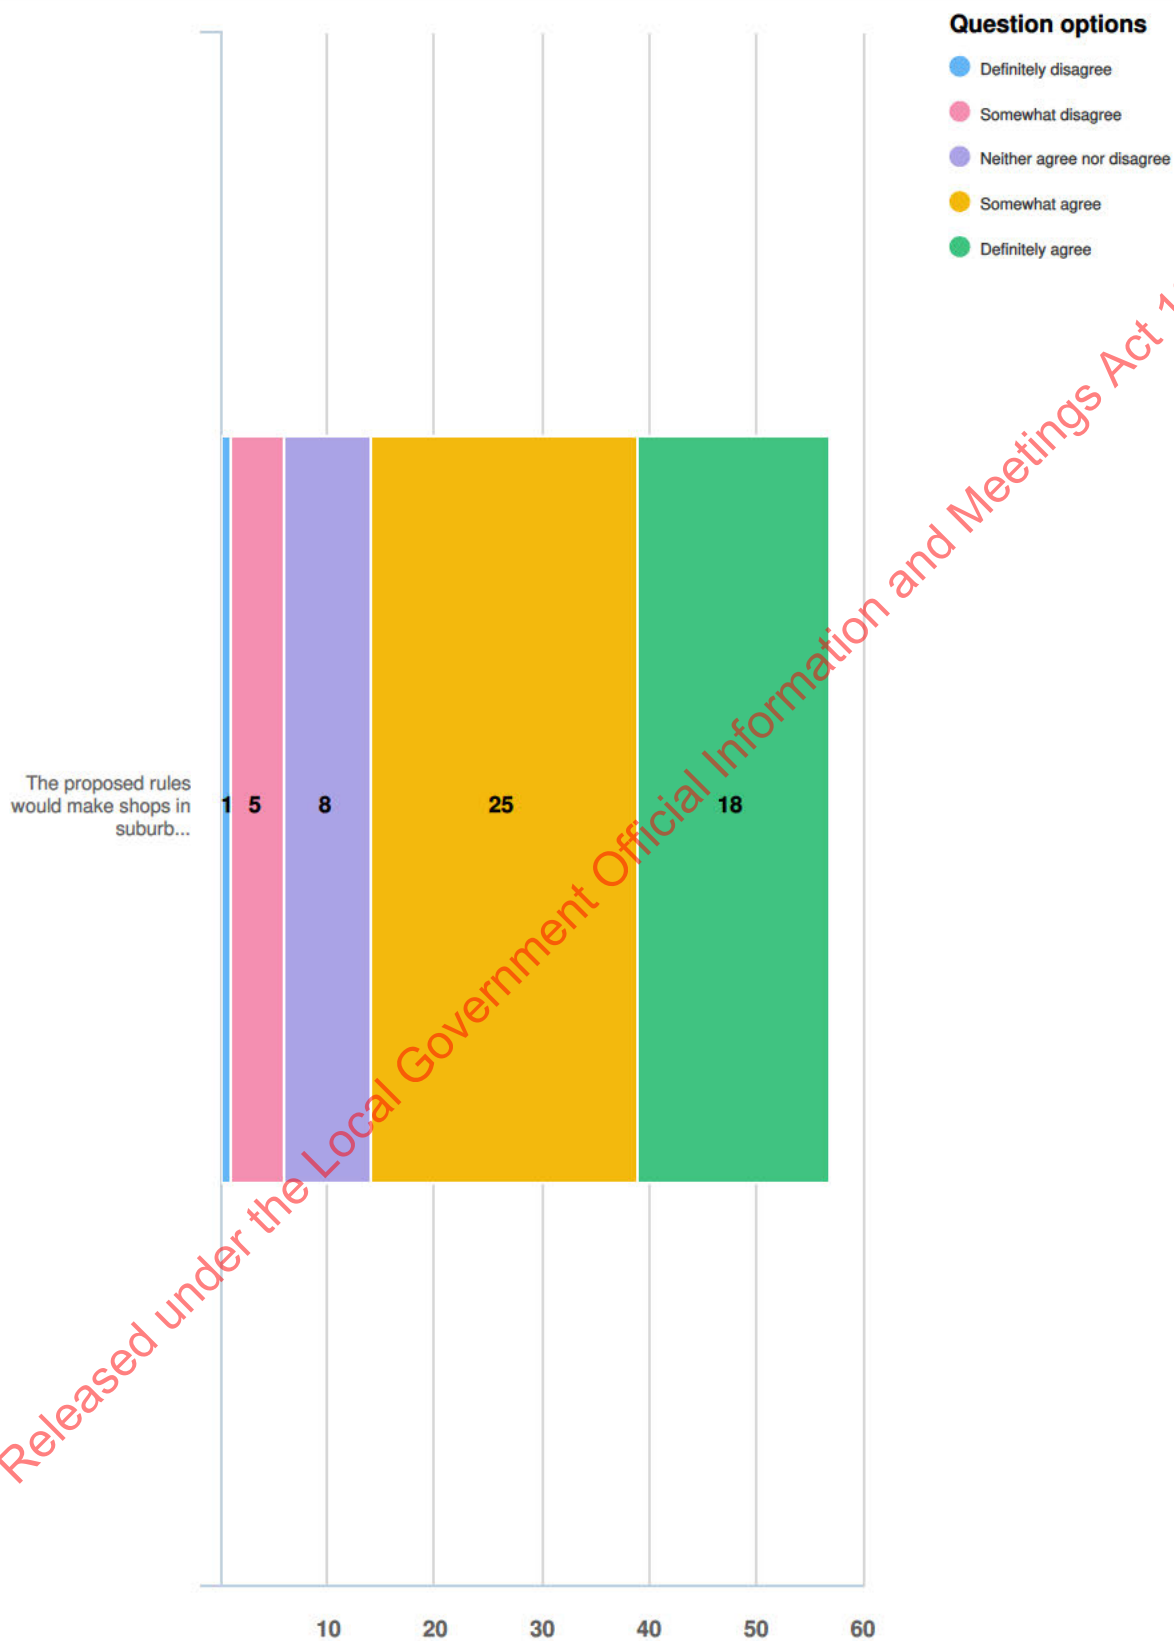 Question options
Definitely disagree
Somewhat disagree
Neither agree nor disagree
Somewhat agree
Definitely agree
The proposed rules
would make shops in
suburb...
1 5 8 25 18
10 20 30 40 50 60
Released under the Local Government Official Information and Meetings Act